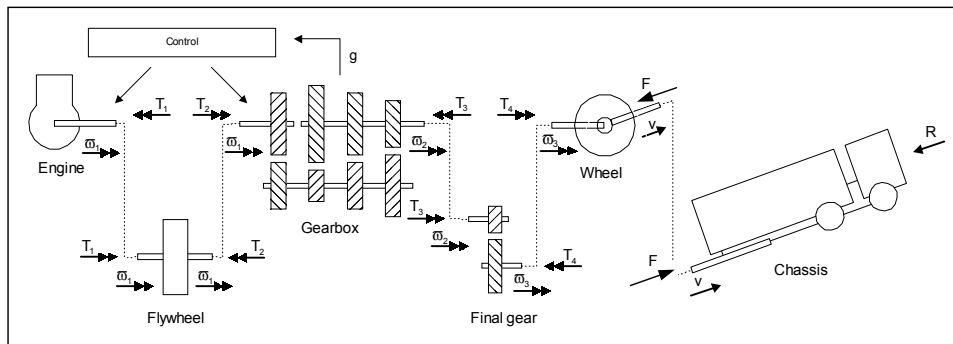 Control
g
T₁
T₂
T₃
T₄
F
ϖ₁
ϖ₁
ϖ₂
ϖ₃
v
R
Engine
Gearbox
Wheel
T₁
T₂
T₃
ϖ₂
T₄
F
v
Chassis
ϖ₁
ϖ₁
ϖ₃
Flywheel
Final gear